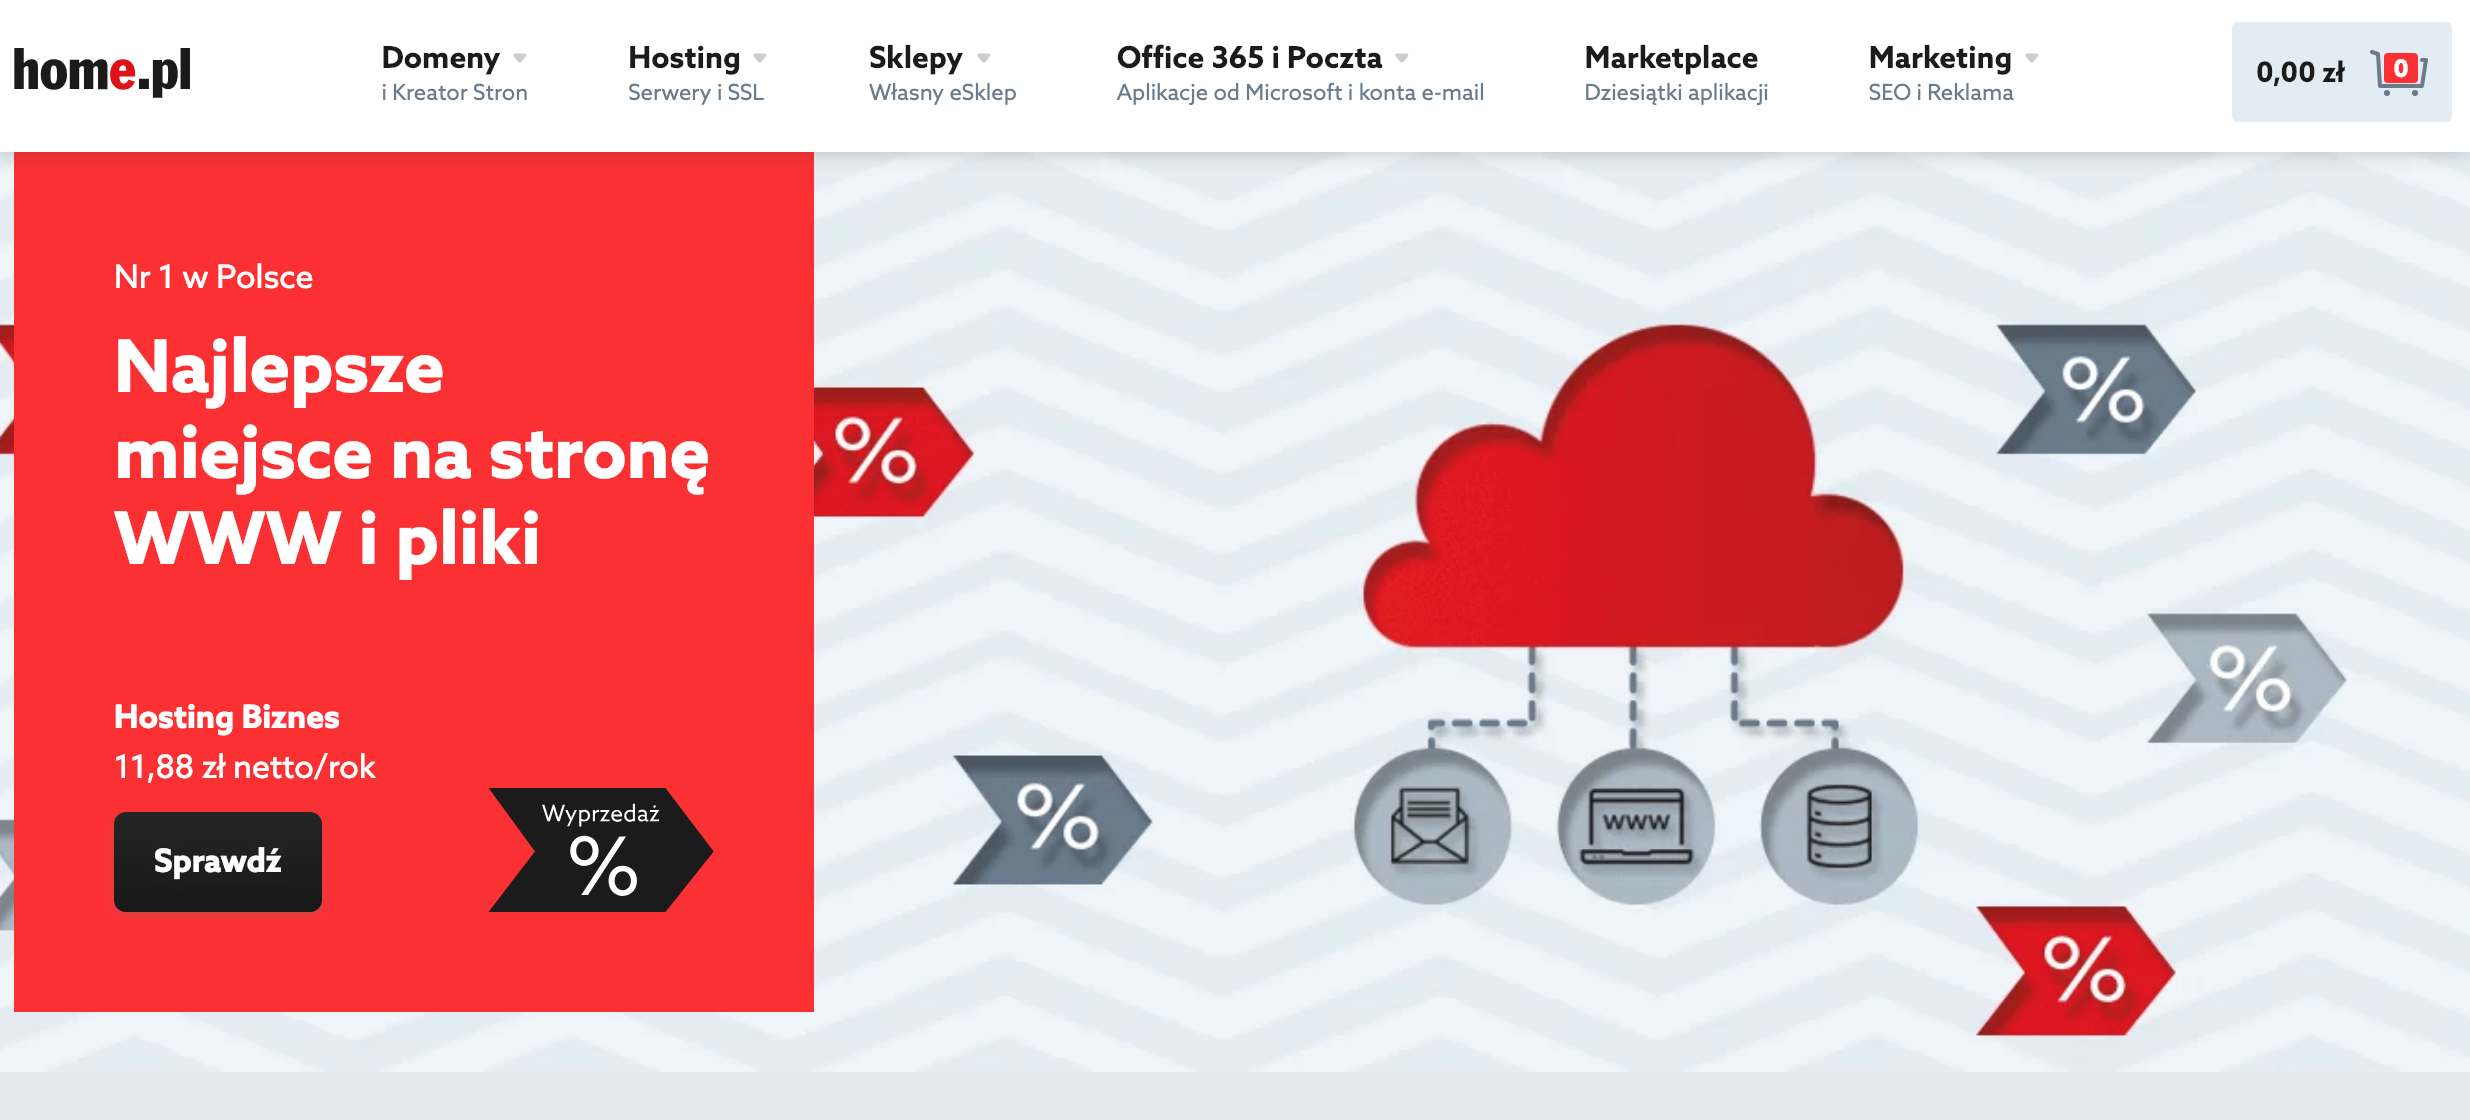 home.pl
Domeny
i Kreator Stron
Hosting
Serwery i SSL
Sklepy
Własny eSklep
Office 365 i Poczta
Aplikacje od Microsoft i konta e-mail
Marketplace
Dziesiątki aplikacji
Marketing
SEO i Reklama
0,00 zł
0
Nr 1 w Polsce
Najlepsze
miejsce na stronę
WWW i pliki
Hosting Biznes
11,88 zł netto/rok
Sprawdź
Wyprzedaż
%
%
%
%
www
%
%